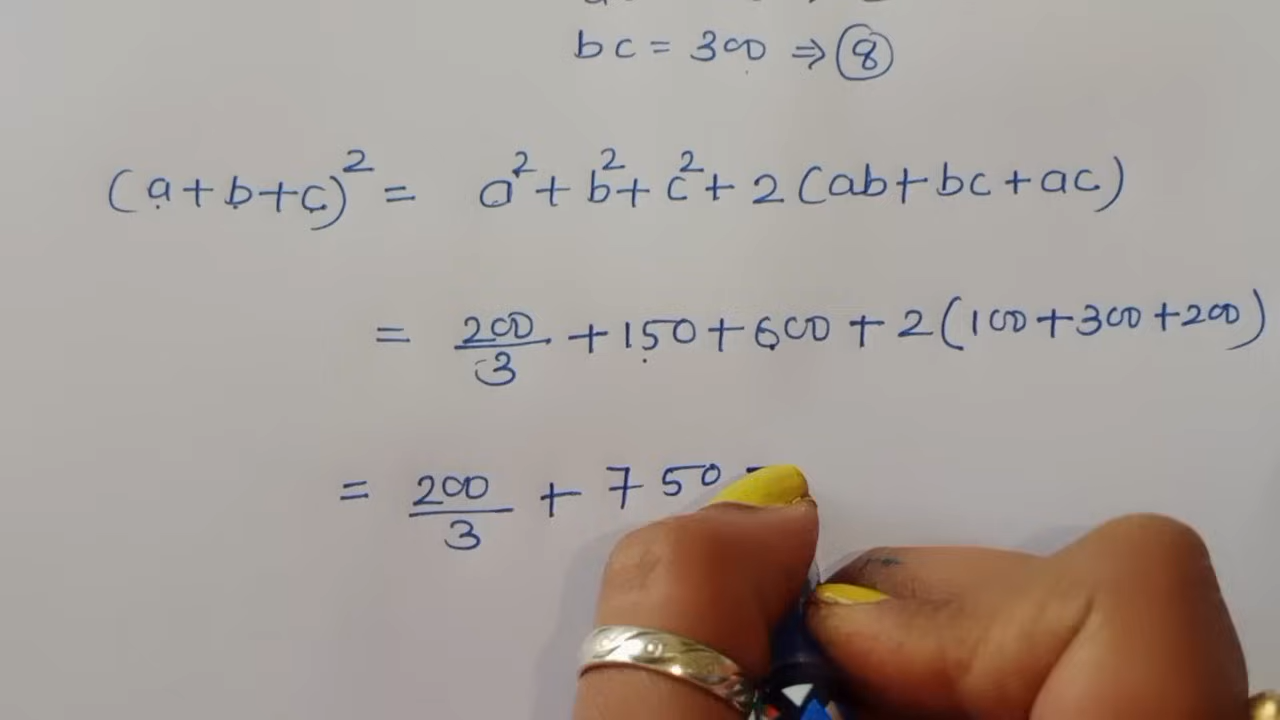 bc = 300 ⇒ ⑧
(a+b+c)² = a² + b² + c² + 2(ab+bc+ac)
= 200/3 + 150 + 600 + 2(100+300+200)
= 200/3 + 750